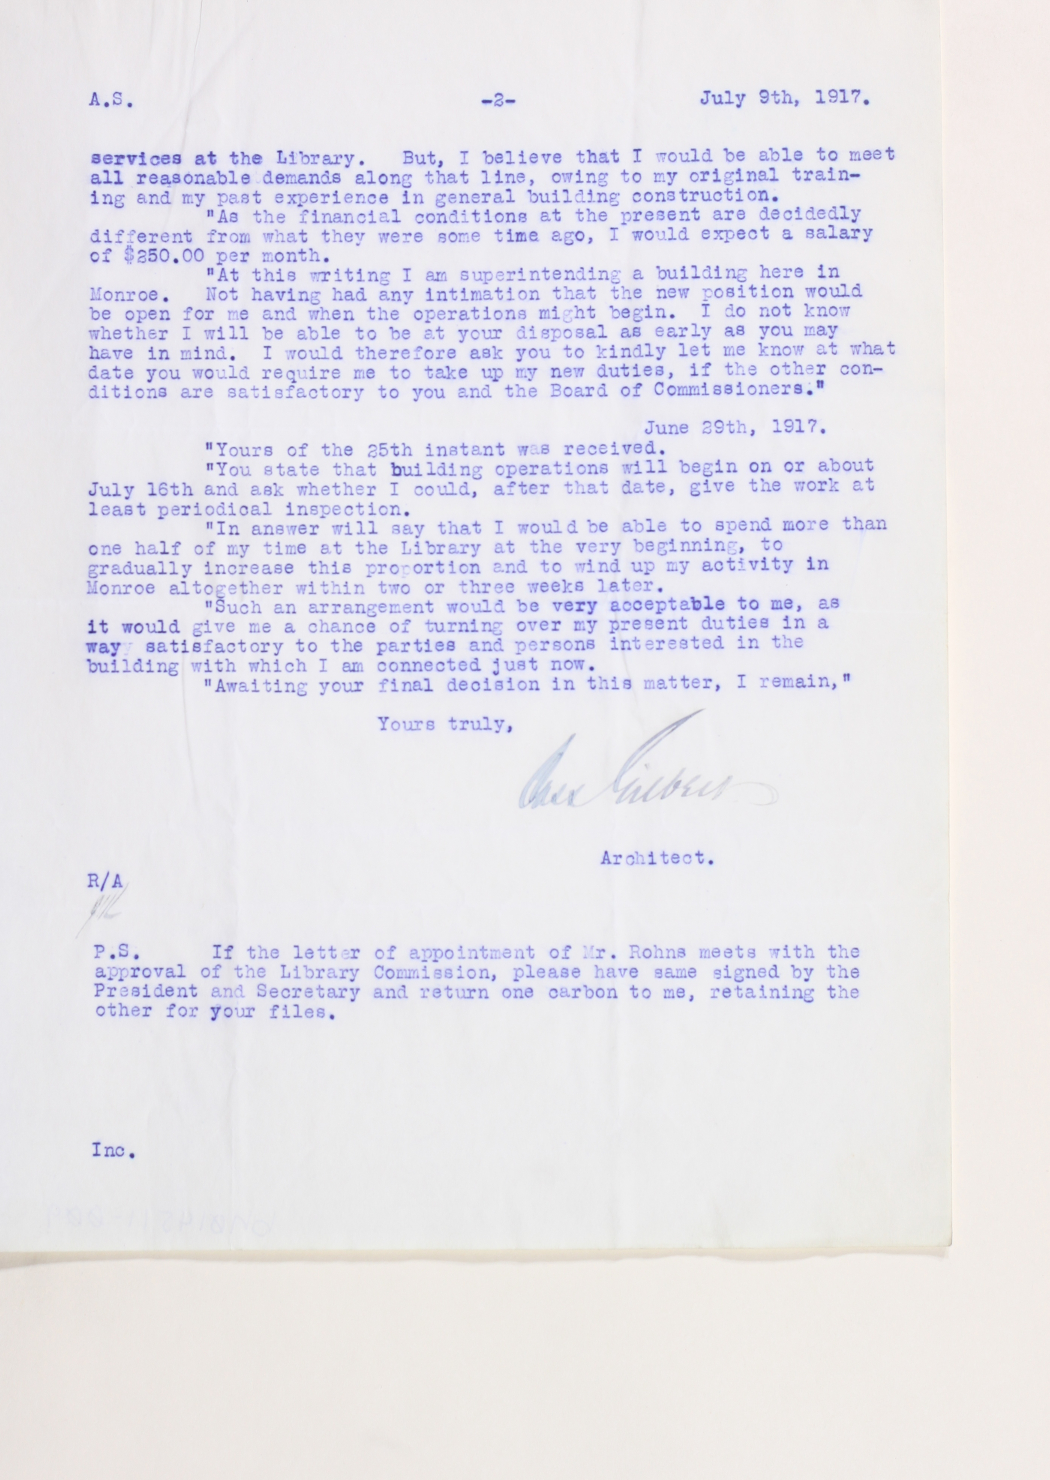 A.S. -2- July 9th, 1917.
services at the Library. But, I believe that I would be able to meet
all reasonable demands along that line, owing to my original train-
ing and my past experience in general building construction.
"As the financial conditions at the present are decidedly
different from what they were some time ago, I would expect a salary
of $250.00 per month.
"At this writing I am superintending a building here in
Monroe. Not having had any intimation that the new position would
be open for me and when the operations might begin. I do not know
whether I will be able to be at your disposal as early as you may
have in mind. I would therefore ask you to kindly let me know at what
date you would require me to take up my new duties, if the other con-
ditions are satisfactory to you and the Board of Commissioners."
June 29th, 1917.
"Yours of the 25th instant was received.
"You state that building operations will begin on or about
July 16th and ask whether I could, after that date, give the work at
least periodical inspection.
"In answer will say that I would be able to spend more than
one half of my time at the Library at the very beginning, to
gradually increase this proportion and to wind up my activity in
Monroe altogether within two or three weeks later.
"Such an arrangement would be very acceptable to me, as
it would give me a chance of turning over my present duties in a
way satisfactory to the parties and persons interested in the
building with which I am connected just now.
"Awaiting your final decision in this matter, I remain,"
Yours truly,
Cass Gilbert
Architect.
R/A
P.S. If the letter of appointment of Mr. Rohns meets with the
approval of the Library Commission, please have same signed by the
President and Secretary and return one carbon to me, retaining the
other for your files.
Inc.